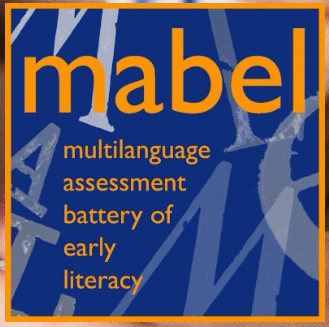 mabel
multilanguage
assessment
battery of
early
literacy